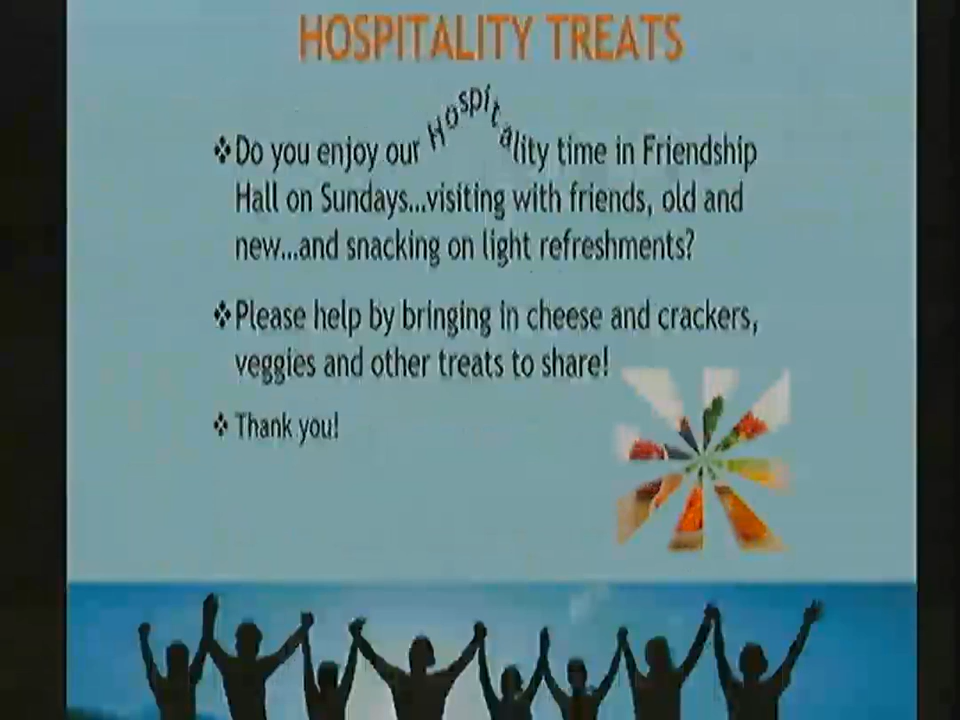 HOSPITALITY TREATS
❖Do you enjoy our Hospitality time in Friendship
Hall on Sundays...visiting with friends, old and
new...and snacking on light refreshments?
❖Please help by bringing in cheese and crackers,
veggies and other treats to share!
❖ Thank you!